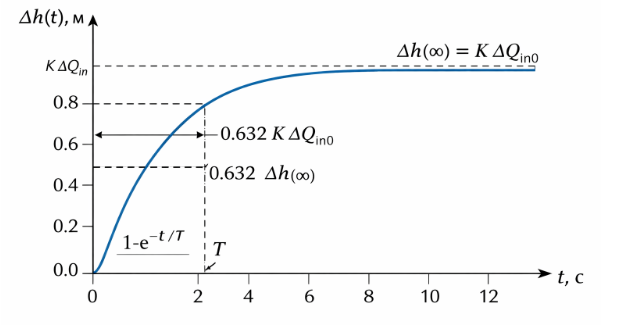 Δh(t), м
Δh(∞) = K ΔQin0
K ΔQin
0.8
0.632 K ΔQin0
0.6
0.632 Δh(∞)
0.4
0.2
1-e−t/T
T
0.0
0 2 4 6 8 10 12
t, с